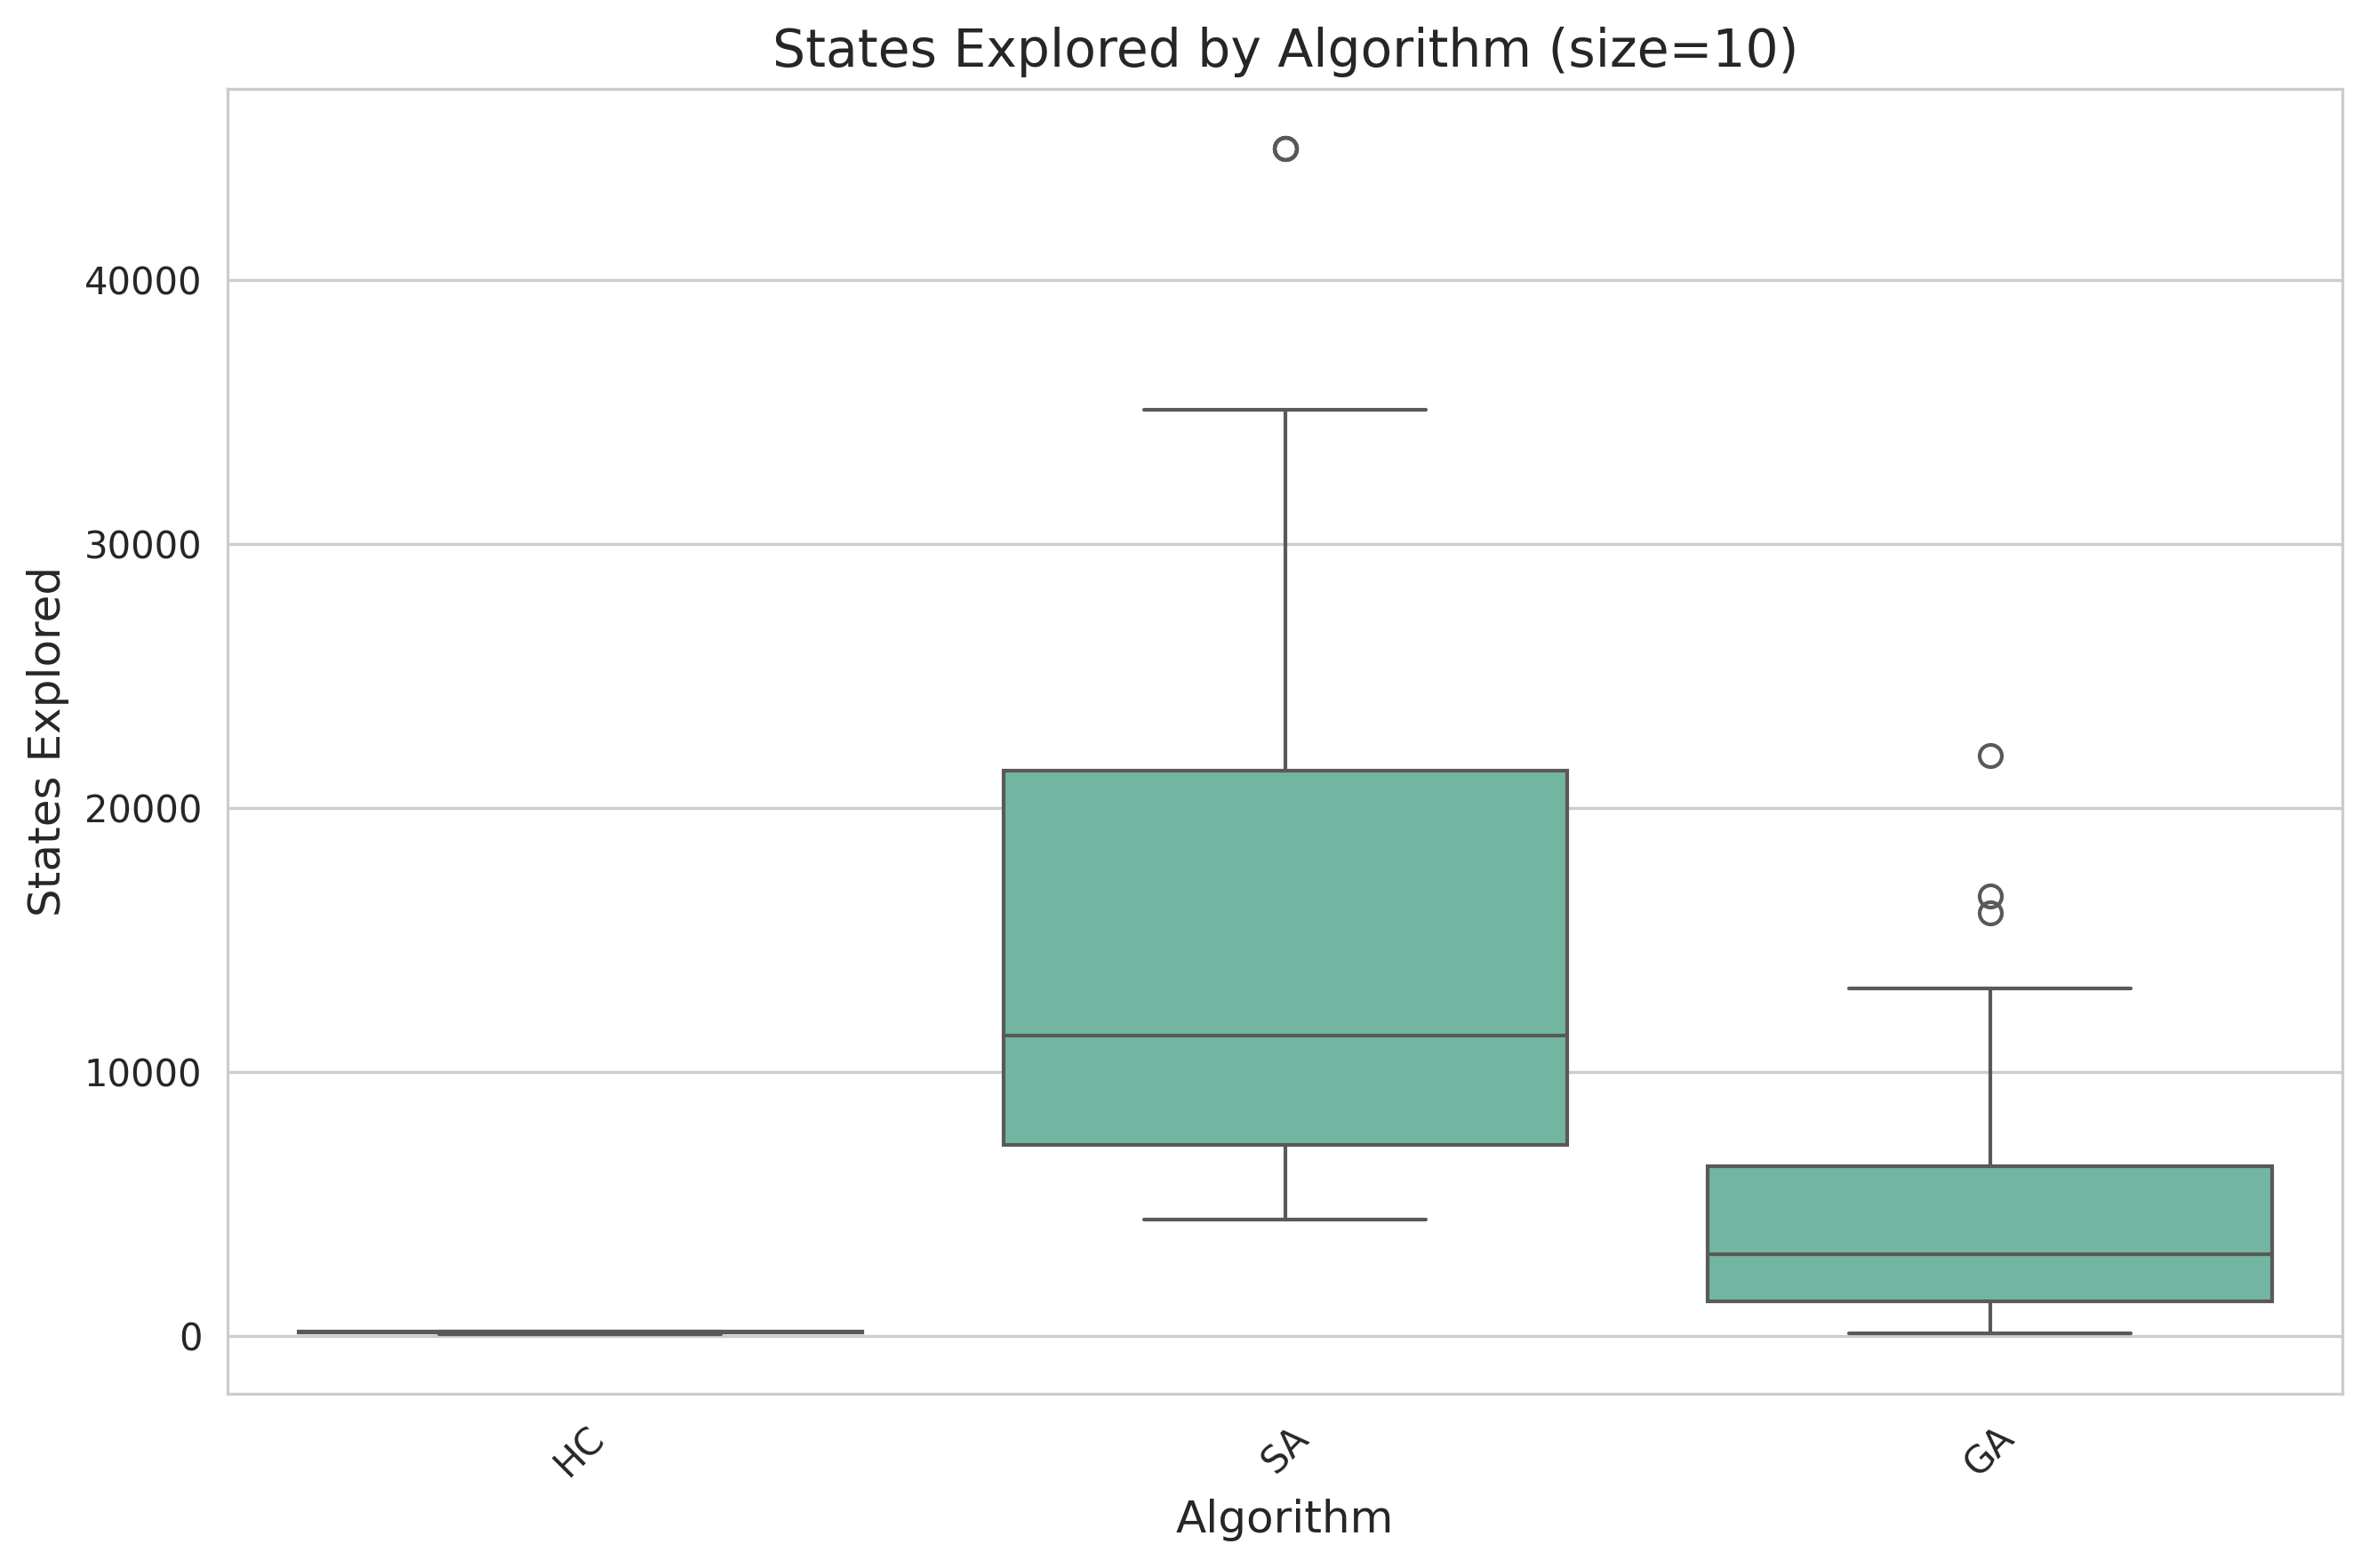 States Explored by Algorithm (size=10)
States Explored
40000
30000
20000
10000
0
HC
SA
GA
Algorithm